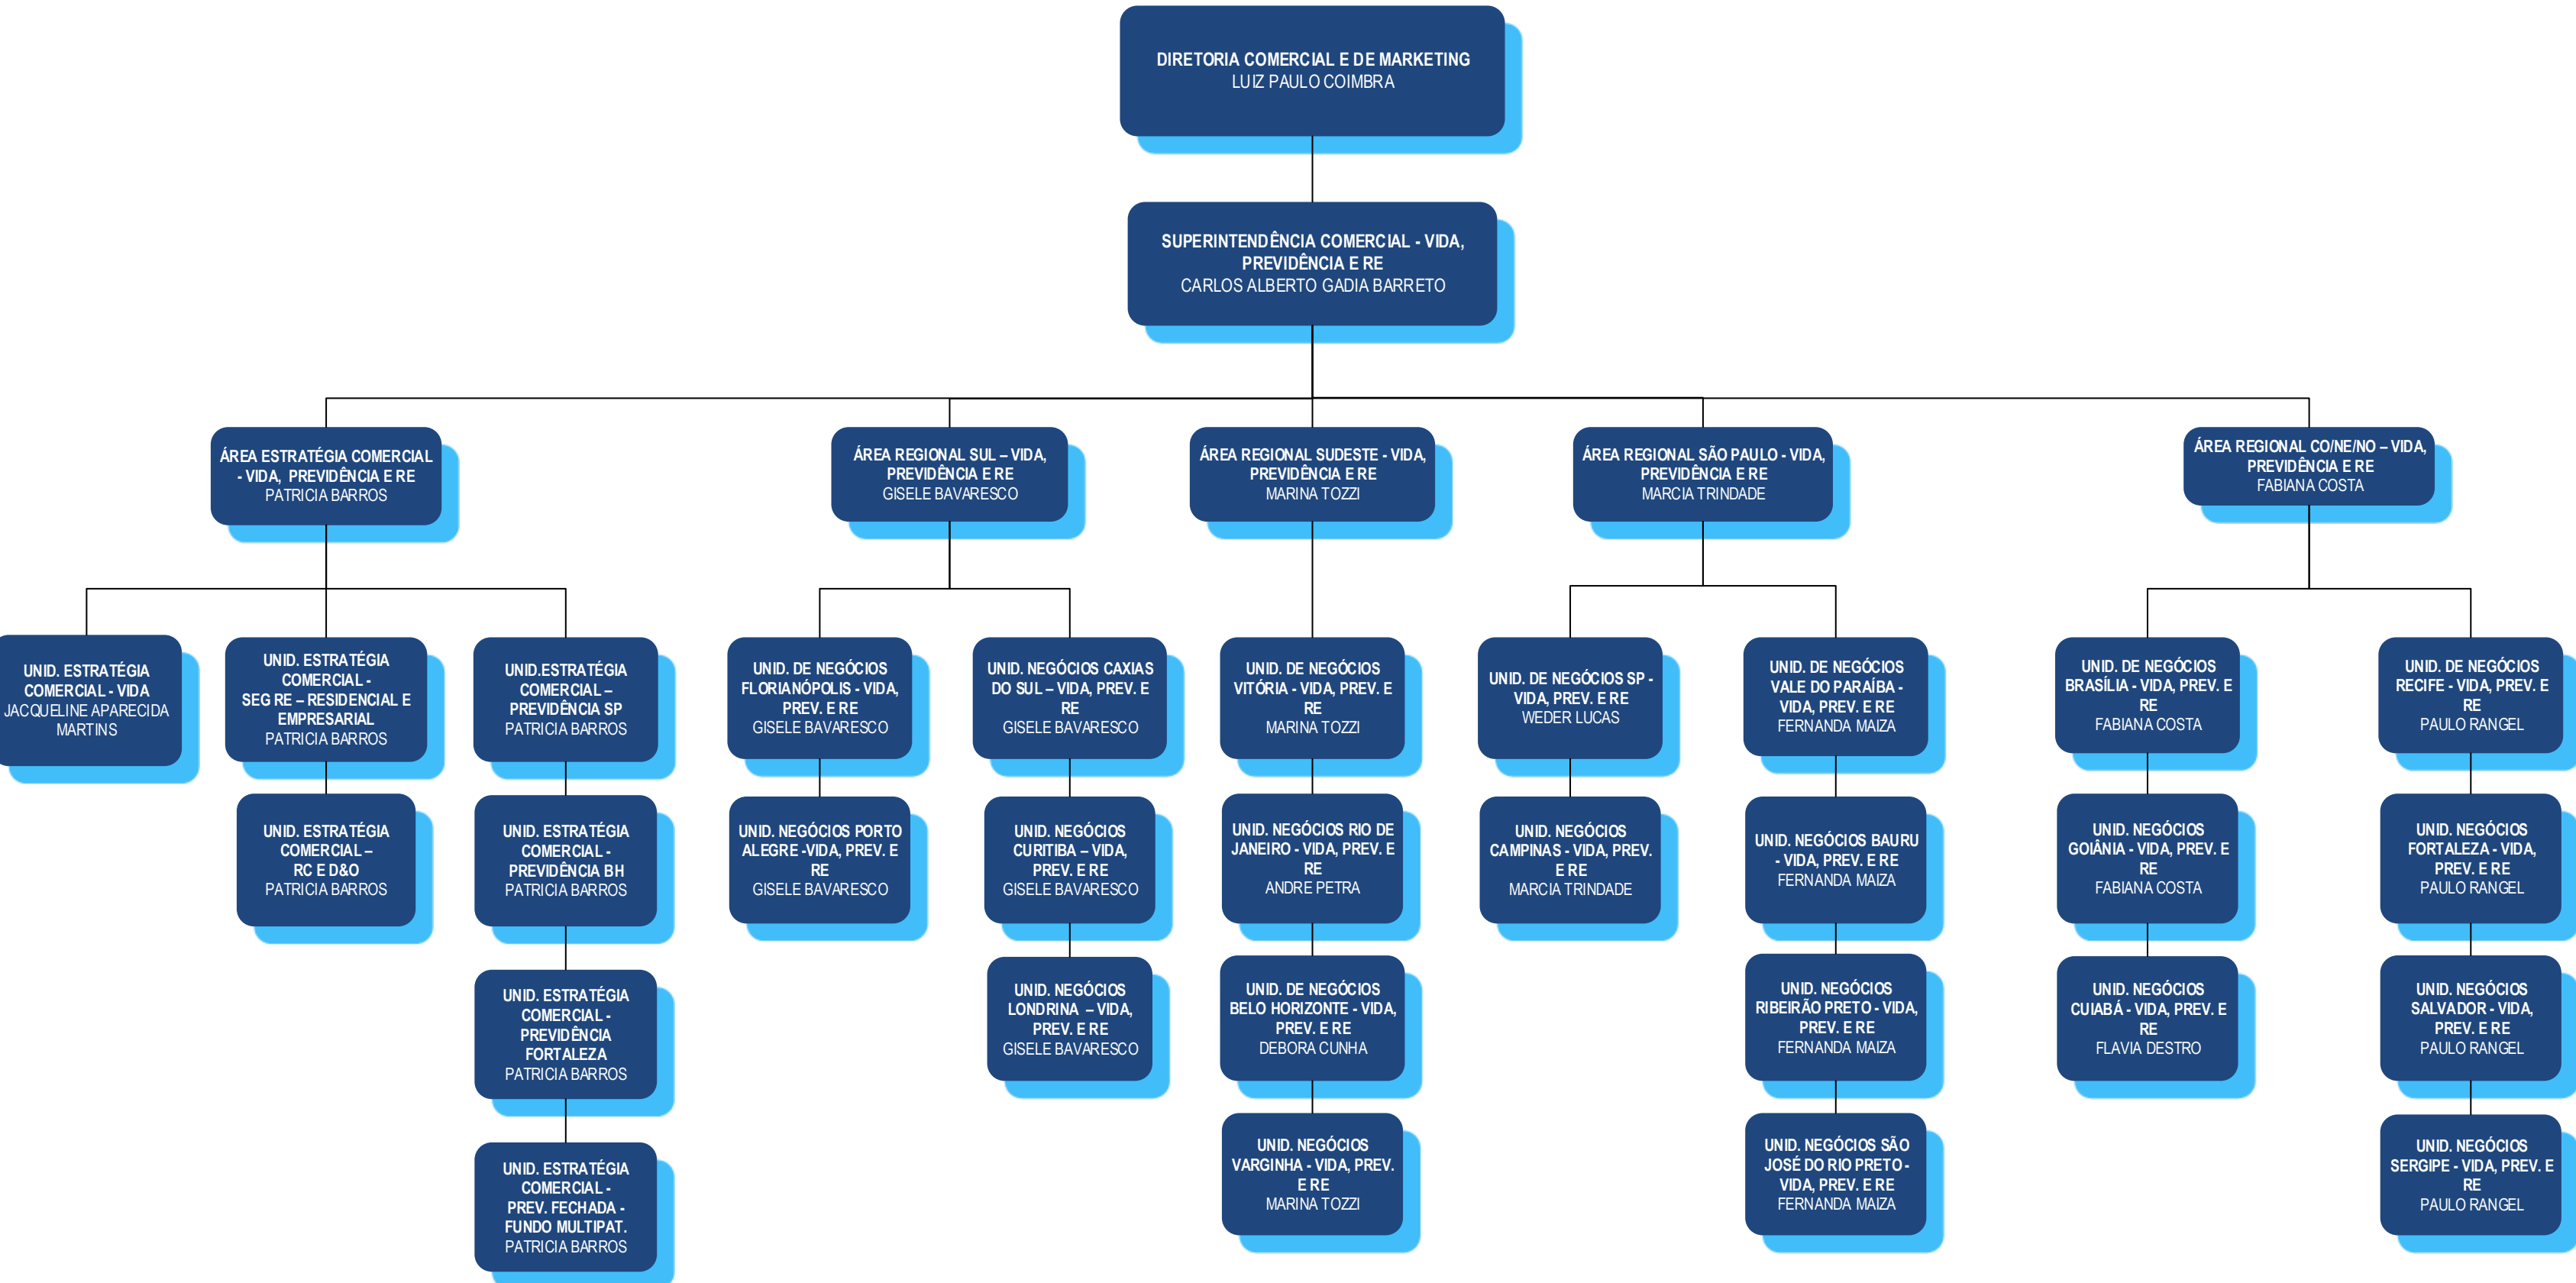 DIRETORIA COMERCIAL E DE MARKETING
LUIZ PAULO COIMBRA
SUPERINTENDÊNCIA COMERCIAL - VIDA,
PREVIDÊNCIA E RE
CARLOS ALBERTO GADIA BARRETO
ÁREA ESTRATÉGIA COMERCIAL
- VIDA, PREVIDÊNCIA E RE
PATRICIA BARROS
ÁREA REGIONAL SUL – VIDA,
PREVIDÊNCIA E RE
GISELE BAVARESCO
ÁREA REGIONAL SUDESTE - VIDA,
PREVIDÊNCIA E RE
MARINA TOZZI
ÁREA REGIONAL SÃO PAULO - VIDA,
PREVIDÊNCIA E RE
MARCIA TRINDADE
ÁREA REGIONAL CO/NE/NO – VIDA,
PREVIDÊNCIA E RE
FABIANA COSTA
UNID. ESTRATÉGIA
COMERCIAL - VIDA
JACQUELINE APARECIDA
MARTINS
UNID. ESTRATÉGIA
COMERCIAL -
SEG RE – RESIDENCIAL E
EMPRESARIAL
PATRICIA BARROS
UNID.ESTRATÉGIA
COMERCIAL –
PREVIDÊNCIA SP
PATRICIA BARROS
UNID. DE NEGÓCIOS
FLORIANÓPOLIS - VIDA,
PREV. E RE
GISELE BAVARESCO
UNID. NEGÓCIOS CAXIAS
DO SUL – VIDA, PREV. E
RE
GISELE BAVARESCO
UNID. DE NEGÓCIOS
VITÓRIA - VIDA, PREV. E
RE
MARINA TOZZI
UNID. DE NEGÓCIOS SP -
VIDA, PREV. E RE
WEDER LUCAS
UNID. DE NEGÓCIOS
VALE DO PARAÍBA -
VIDA, PREV. E RE
FERNANDA MAIZA
UNID. DE NEGÓCIOS
BRASÍLIA - VIDA, PREV. E
RE
FABIANA COSTA
UNID. DE NEGÓCIOS
RECIFE - VIDA, PREV. E
RE
PAULO RANGEL
UNID. ESTRATÉGIA
COMERCIAL –
RC E D&O
PATRICIA BARROS
UNID. ESTRATÉGIA
COMERCIAL -
PREVIDÊNCIA BH
PATRICIA BARROS
UNID. NEGÓCIOS PORTO
ALEGRE -VIDA, PREV. E
RE
GISELE BAVARESCO
UNID. NEGÓCIOS
CURITIBA – VIDA,
PREV. E RE
GISELE BAVARESCO
UNID. NEGÓCIOS RIO DE
JANEIRO - VIDA, PREV. E
RE
ANDRE PETRA
UNID. NEGÓCIOS
CAMPINAS - VIDA, PREV.
E RE
MARCIA TRINDADE
UNID. NEGÓCIOS BAURU
- VIDA, PREV. E RE
FERNANDA MAIZA
UNID. NEGÓCIOS
GOIÂNIA - VIDA, PREV. E
RE
FABIANA COSTA
UNID. NEGÓCIOS
FORTALEZA - VIDA,
PREV. E RE
PAULO RANGEL
UNID. ESTRATÉGIA
COMERCIAL -
PREVIDÊNCIA
FORTALEZA
PATRICIA BARROS
UNID. NEGÓCIOS
LONDRINA – VIDA,
PREV. E RE
GISELE BAVARESCO
UNID. DE NEGÓCIOS
BELO HORIZONTE - VIDA,
PREV. E RE
DEBORA CUNHA
UNID. NEGÓCIOS
RIBEIRÃO PRETO - VIDA,
PREV. E RE
FERNANDA MAIZA
UNID. NEGÓCIOS
CUIABÁ - VIDA, PREV. E
RE
FLAVIA DESTRO
UNID. NEGÓCIOS
SALVADOR - VIDA,
PREV. E RE
PAULO RANGEL
UNID. ESTRATÉGIA
COMERCIAL -
PREV. FECHADA -
FUNDO MULTIPAT.
PATRICIA BARROS
UNID. NEGÓCIOS
VARGINHA - VIDA, PREV.
E RE
MARINA TOZZI
UNID. NEGÓCIOS SÃO
JOSÉ DO RIO PRETO -
VIDA, PREV. E RE
FERNANDA MAIZA
UNID. NEGÓCIOS
SERGIPE - VIDA, PREV. E
RE
PAULO RANGEL